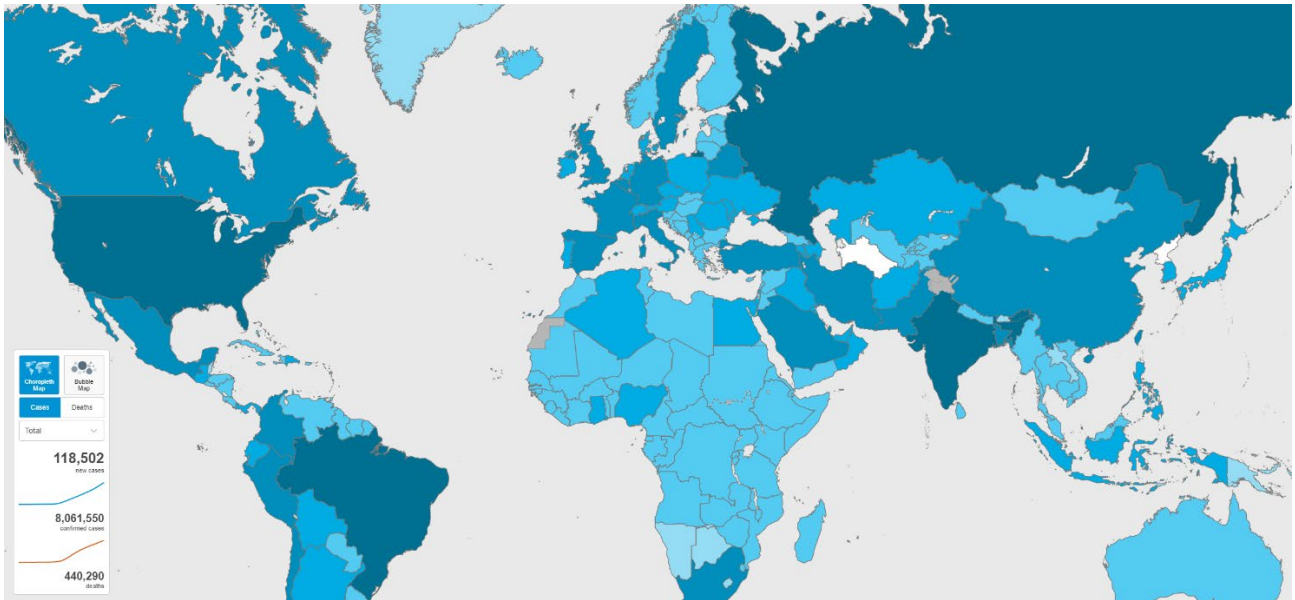 Choropleth
Map
Bubble
Map
Cases
Deaths
Total
118,502
new cases
8,061,550
confirmed cases
440,290
deaths